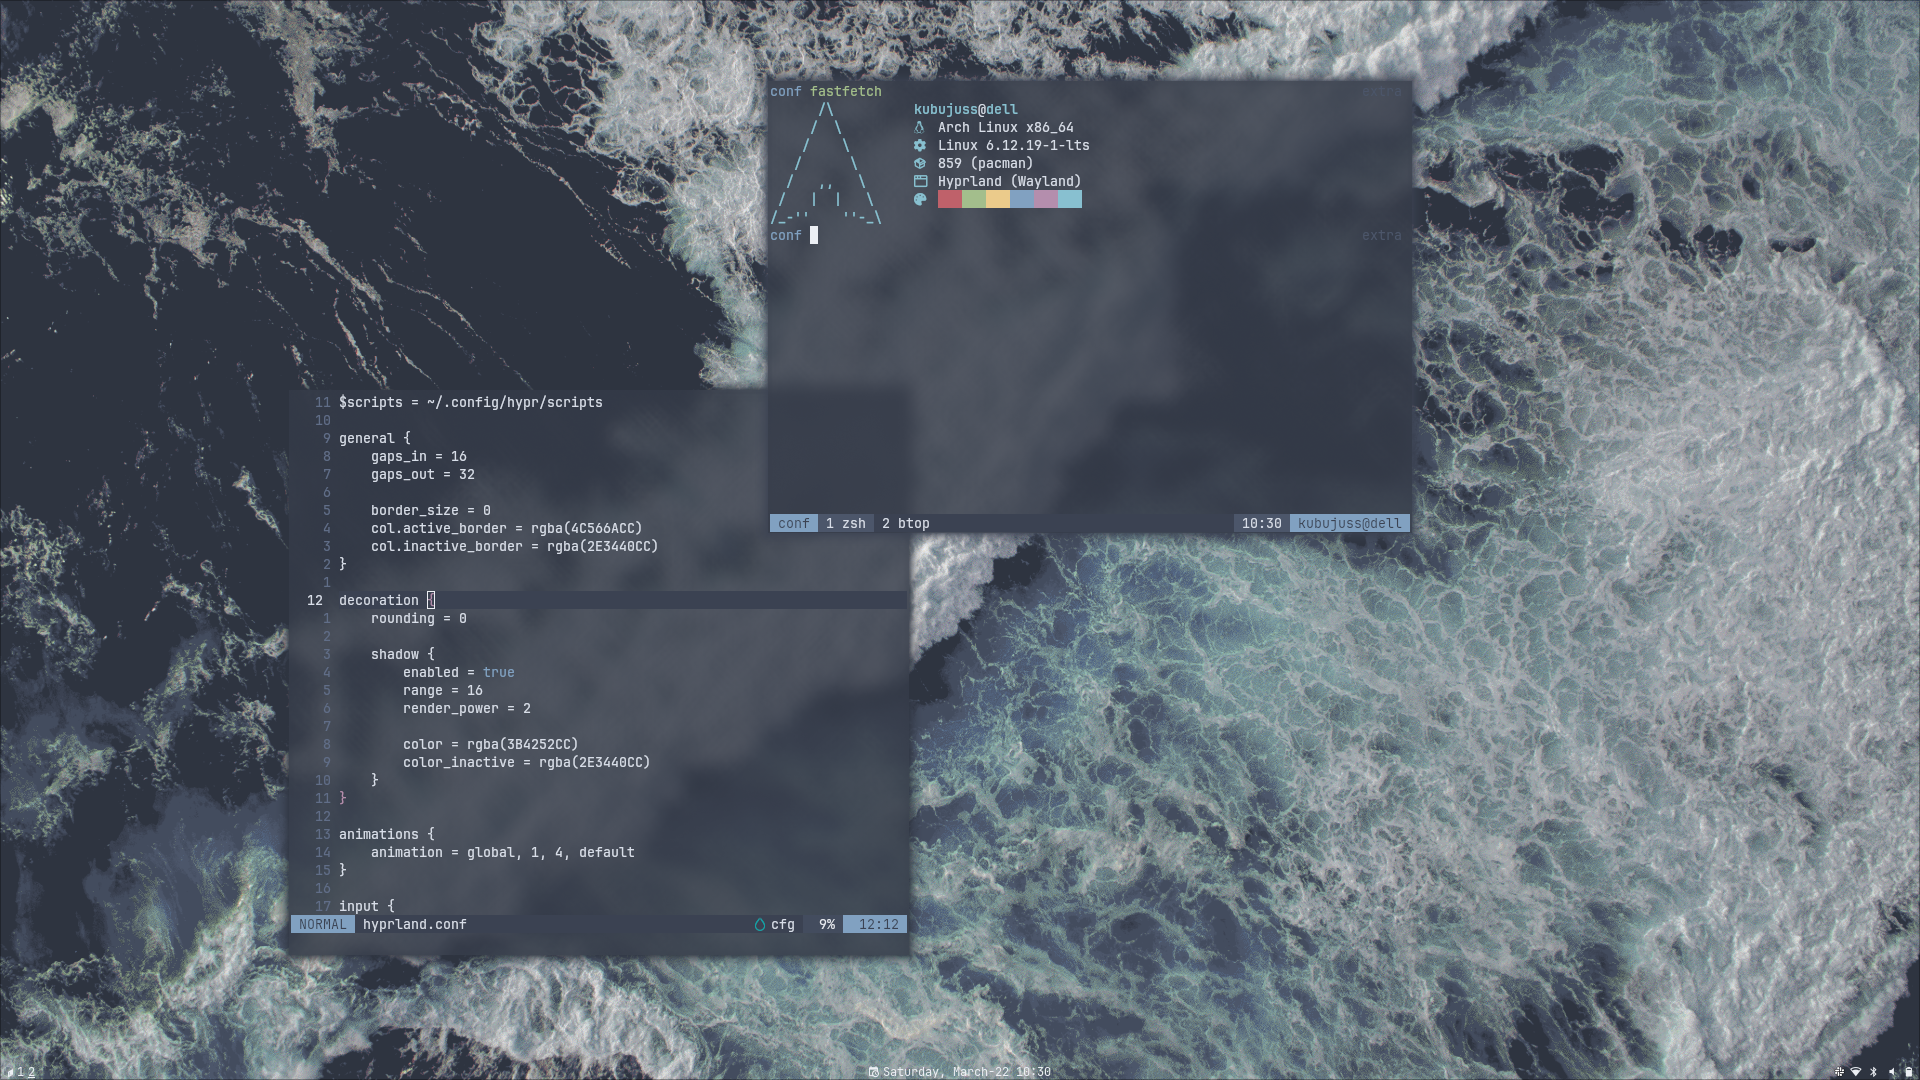 conf fastfetch extra
kubujuss@dell
Arch Linux x86_64
Linux 6.12.19-1-lts
859 (pacman)
Hyprland (Wayland)
conf extra
conf 1 zsh 2 btop 10:30 kubujuss@dell
11 $scripts = ~/.config/hypr/scripts
10
9 general {
8 gaps_in = 16
7 gaps_out = 32
6
5 border_size = 0
4 col.active_border = rgba(4C566ACC)
3 col.inactive_border = rgba(2E3440CC)
2 }
1
12 decoration {
1 rounding = 0
2
3 shadow {
4 enabled = true
5 range = 16
6 render_power = 2
7
8 color = rgba(3B4252CC)
9 color_inactive = rgba(2E3440CC)
10 }
11 }
12
13 animations {
14 animation = global, 1, 4, default
15 }
16
17 input {
NORMAL hyprland.conf cfg 9% 12:12
1 2 Saturday, March-22 10:30